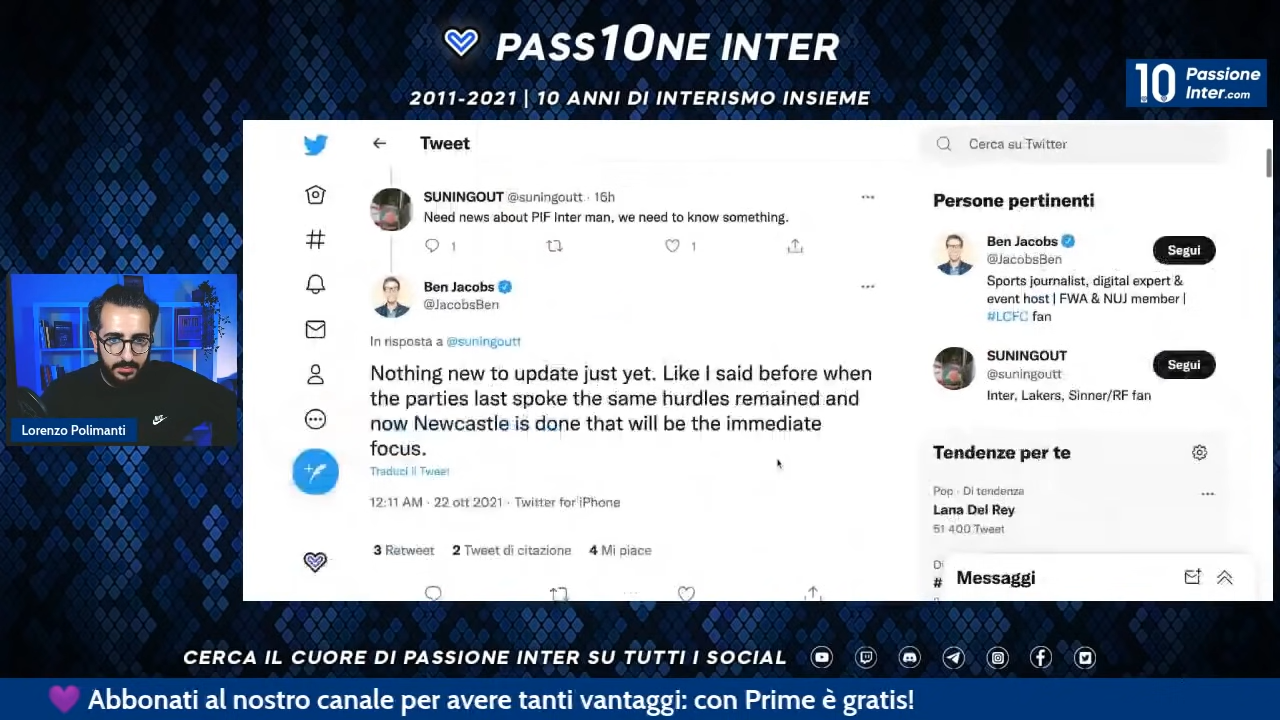 PASS10NE INTER
2011-2021 | 10 ANNI DI INTERISMO INSIEME
10 Passione
Inter.com
Tweet
Cerca su Twitter
SUNINGOUT @suningoutt · 16h
Need news about PIF Inter man, we need to know something.
1
1
Ben Jacobs
@JacobsBen
In risposta a @suningoutt
Nothing new to update just yet. Like I said before when
the parties last spoke the same hurdles remained and
now Newcastle is done that will be the immediate
focus.
Traduci il Tweet
12:11 AM · 22 ott 2021 · Twitter for iPhone
3 Retweet 2 Tweet di citazione 4 Mi piace
Persone pertinenti
Ben Jacobs
@JacobsBen
Segui
Sports journalist, digital expert &
event host | FWA & NUJ member |
#LCFC fan
SUNINGOUT
@suningoutt
Segui
Inter, Lakers, Sinner/RF fan
Tendenze per te
Pop · Di tendenza
Lana Del Rey
51 400 Tweet
#
Messaggi
Lorenzo Polimanti
CERCA IL CUORE DI PASSIONE INTER SU TUTTI I SOCIAL
💜 Abbonati al nostro canale per avere tanti vantaggi: con Prime è gratis!